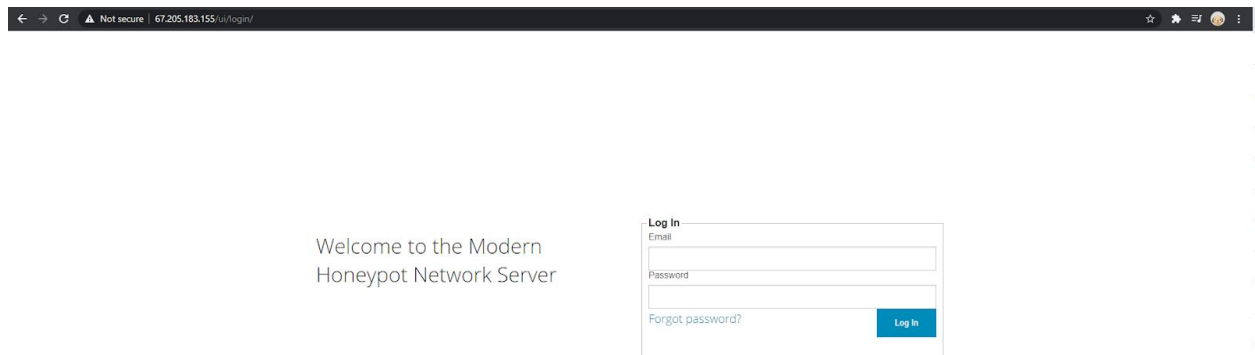 Not secure | 67.205.183.155/ui/login/
Welcome to the Modern
Honeypot Network Server
Log In
Email
Password
Forgot password?
Log In